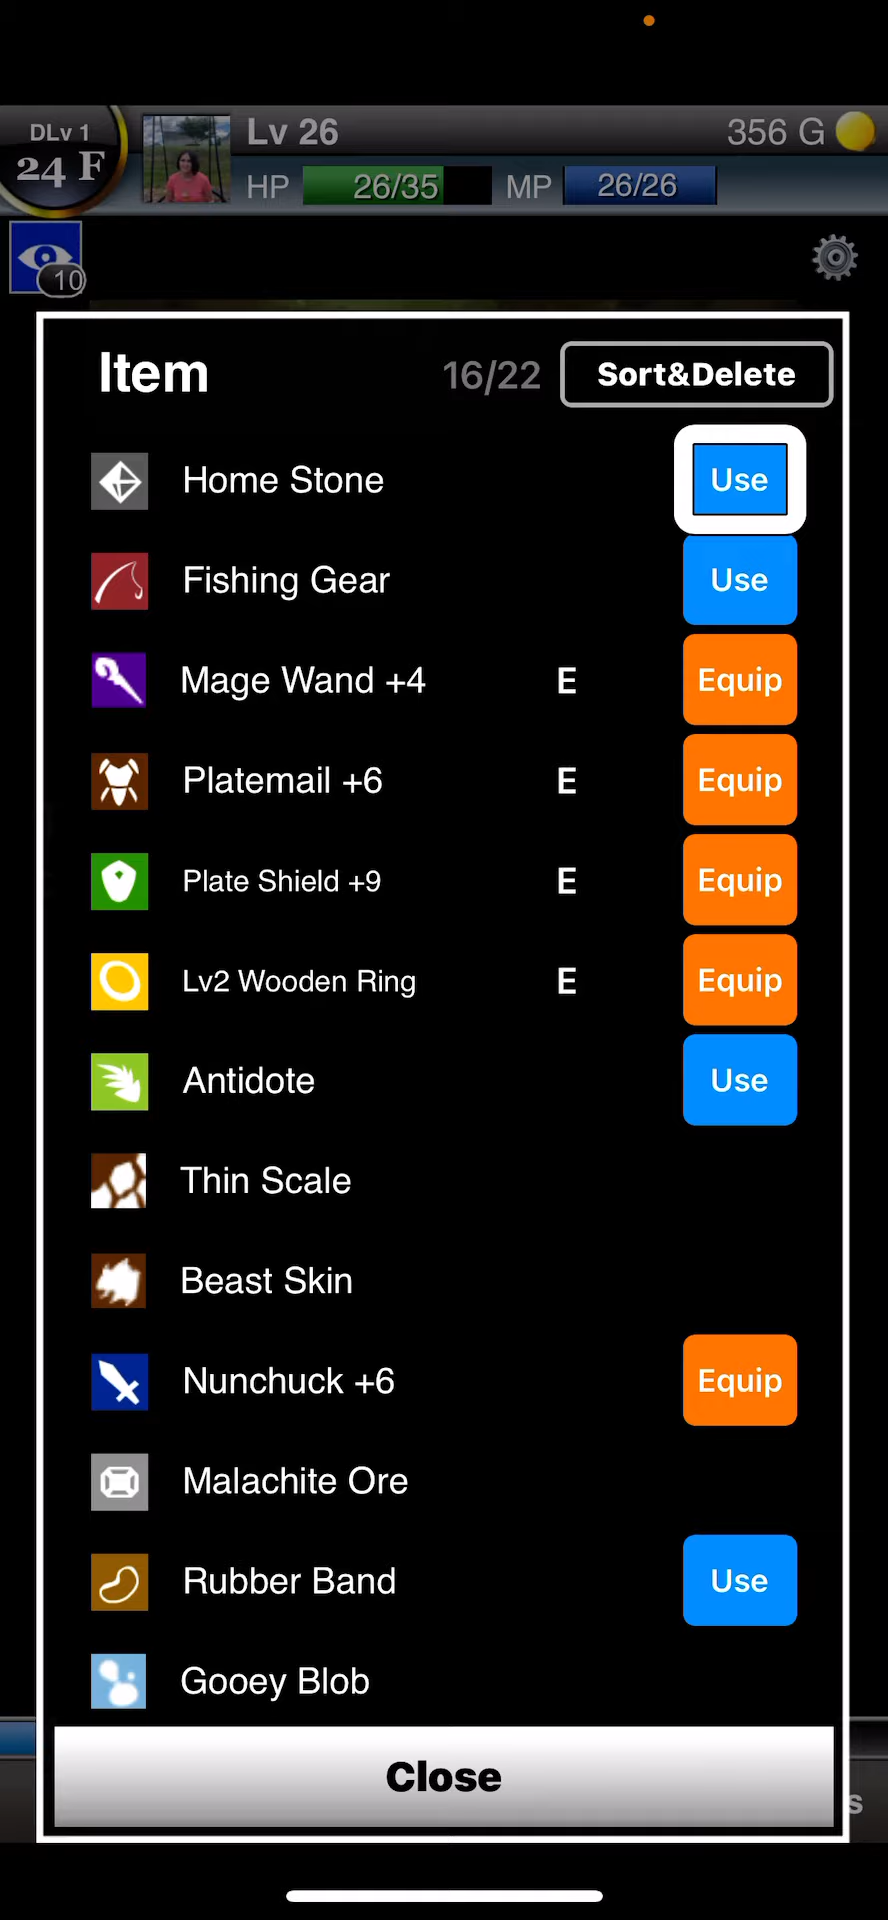 DLv 1
24 F
Lv 26
356 G
HP 26/35 MP 26/26
10
Item 16/22 Sort&Delete
Home Stone Use
Fishing Gear Use
Mage Wand +4 E Equip
Platemail +6 E Equip
Plate Shield +9 E Equip
Lv2 Wooden Ring E Equip
Antidote Use
Thin Scale
Beast Skin
Nunchuck +6 Equip
Malachite Ore
Rubber Band Use
Gooey Blob
Close